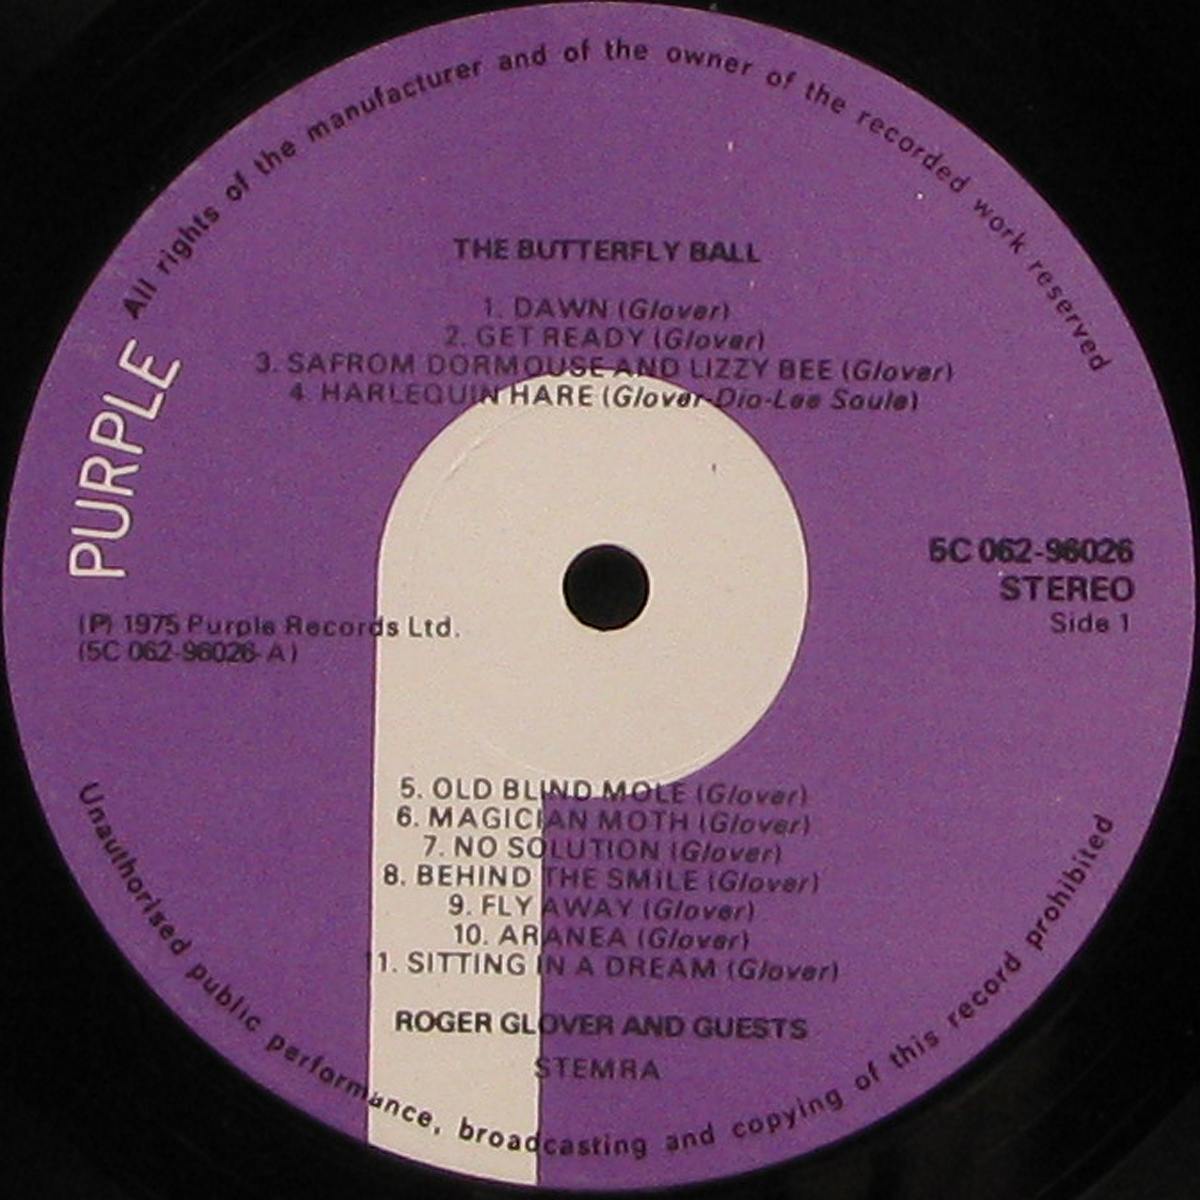 All rights of the manufacturer and of the owner of the recorded work reserved
PURPLE
THE BUTTERFLY BALL
1. DAWN (Glover)
2. GET READY (Glover)
3. SAFROM DORMOUSE AND LIZZY BEE (Glover)
4. HARLEQUIN HARE (Glover-Dio-Lee Soule)
5C 062-96026
STEREO
Side 1
(P) 1975 Purple Records Ltd.
(5C 062-96026-A)
5. OLD BLIND MOLE (Glover)
6. MAGICIAN MOTH (Glover)
7. NO SOLUTION (Glover)
8. BEHIND THE SMILE (Glover)
9. FLY AWAY (Glover)
10. ARANEA (Glover)
11. SITTING IN A DREAM (Glover)
ROGER GLOVER AND GUESTS
STEMRA
Unauthorised public performance, broadcasting and copying of this record prohibited